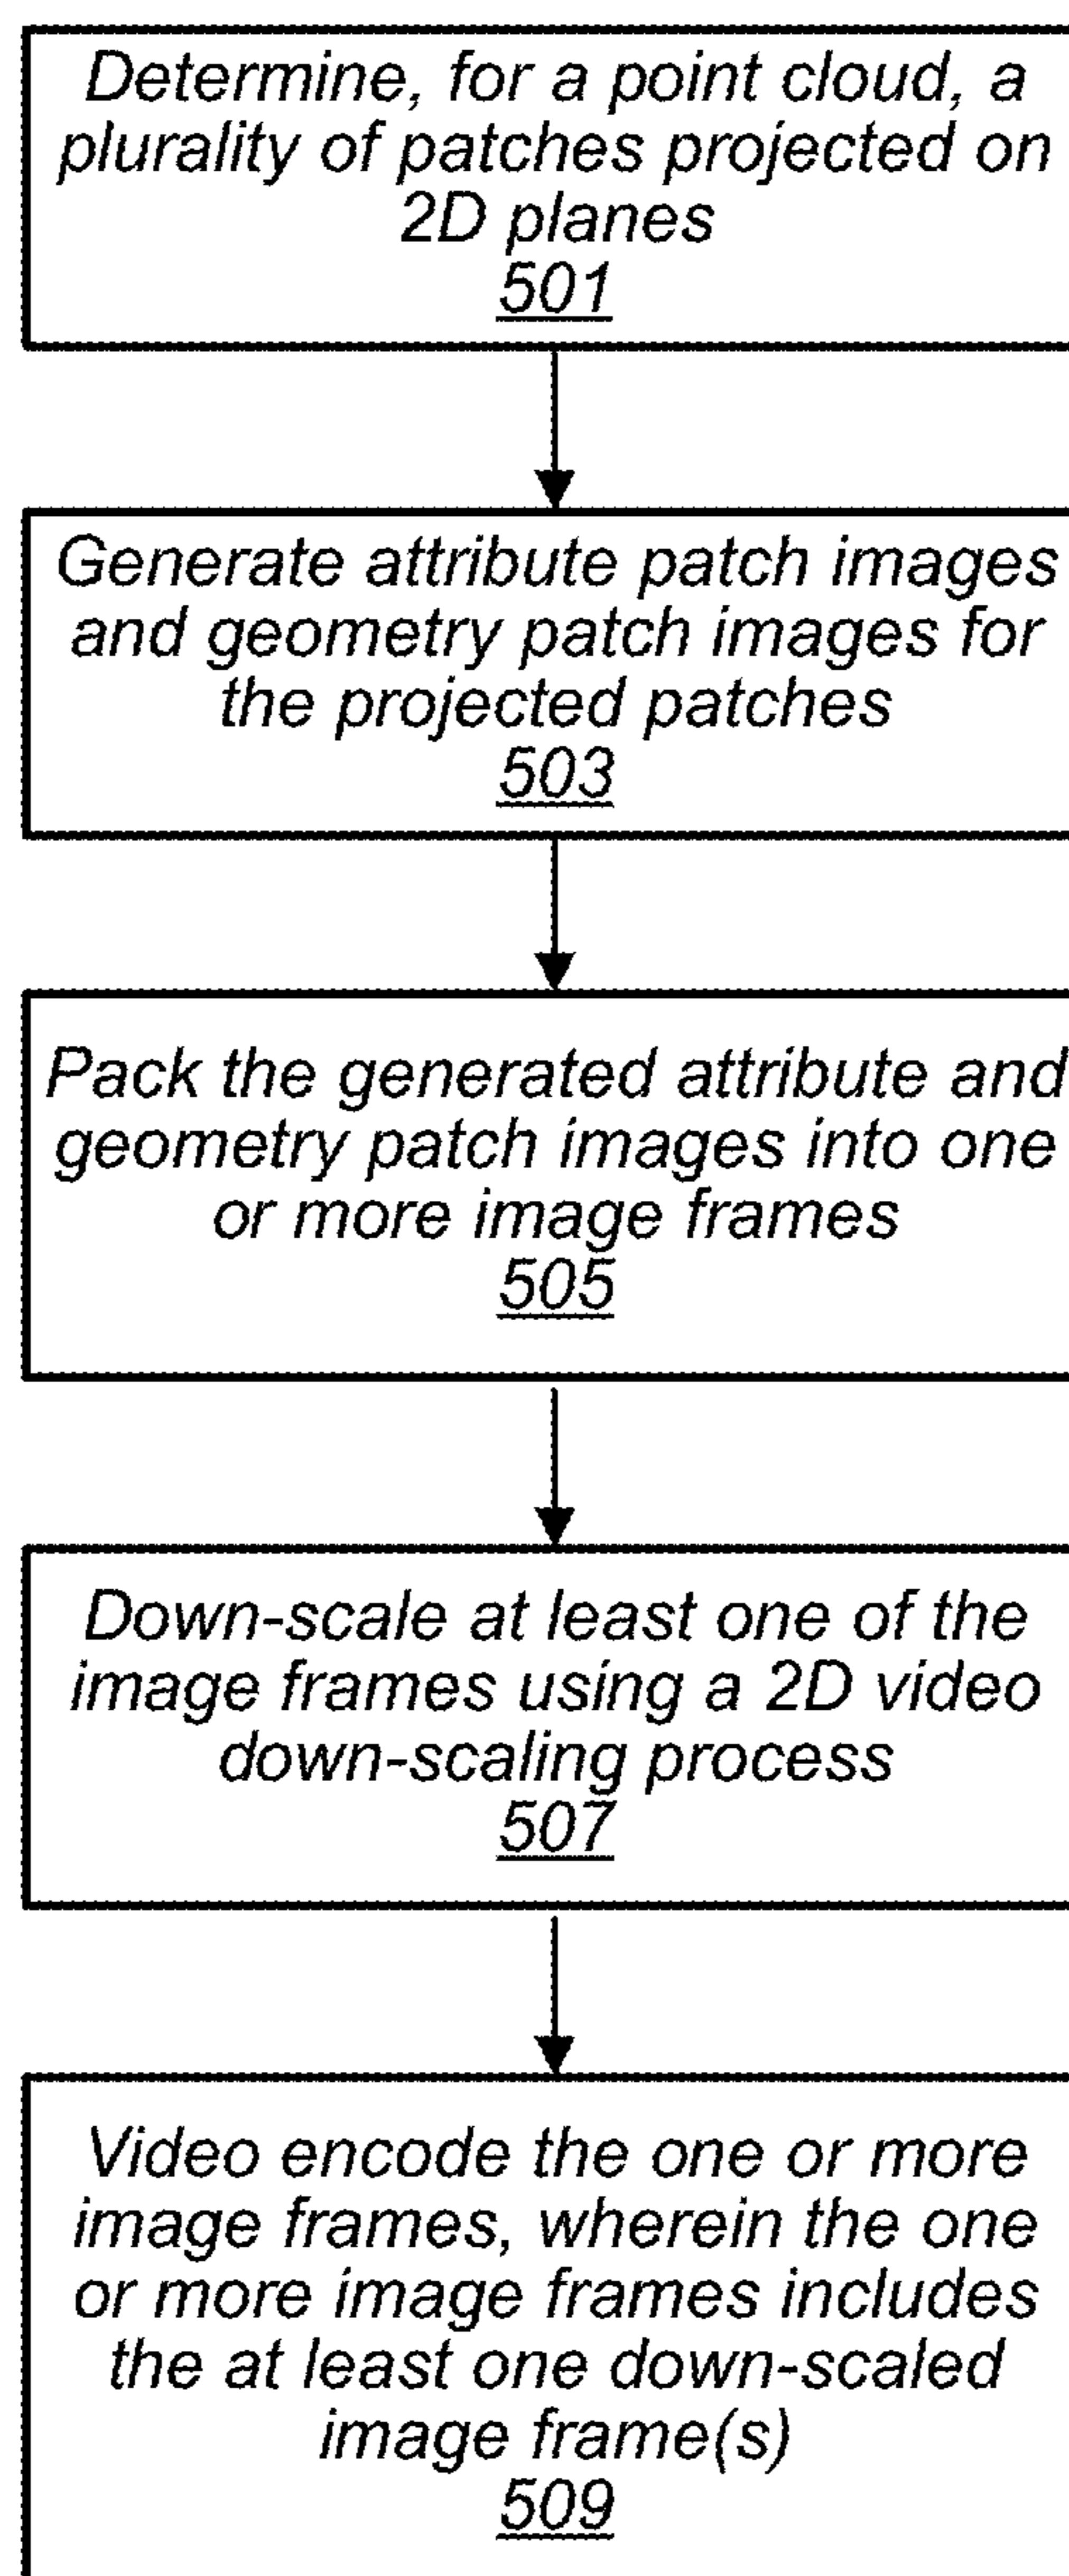 Determine, for a point cloud, a
plurality of patches projected on
2D planes
501
Generate attribute patch images
and geometry patch images for
the projected patches
503
Pack the generated attribute and
geometry patch images into one
or more image frames
505
Down-scale at least one of the
image frames using a 2D video
down-scaling process
507
Video encode the one or more
image frames, wherein the one
or more image frames includes
the at least one down-scaled
image frame(s)
509